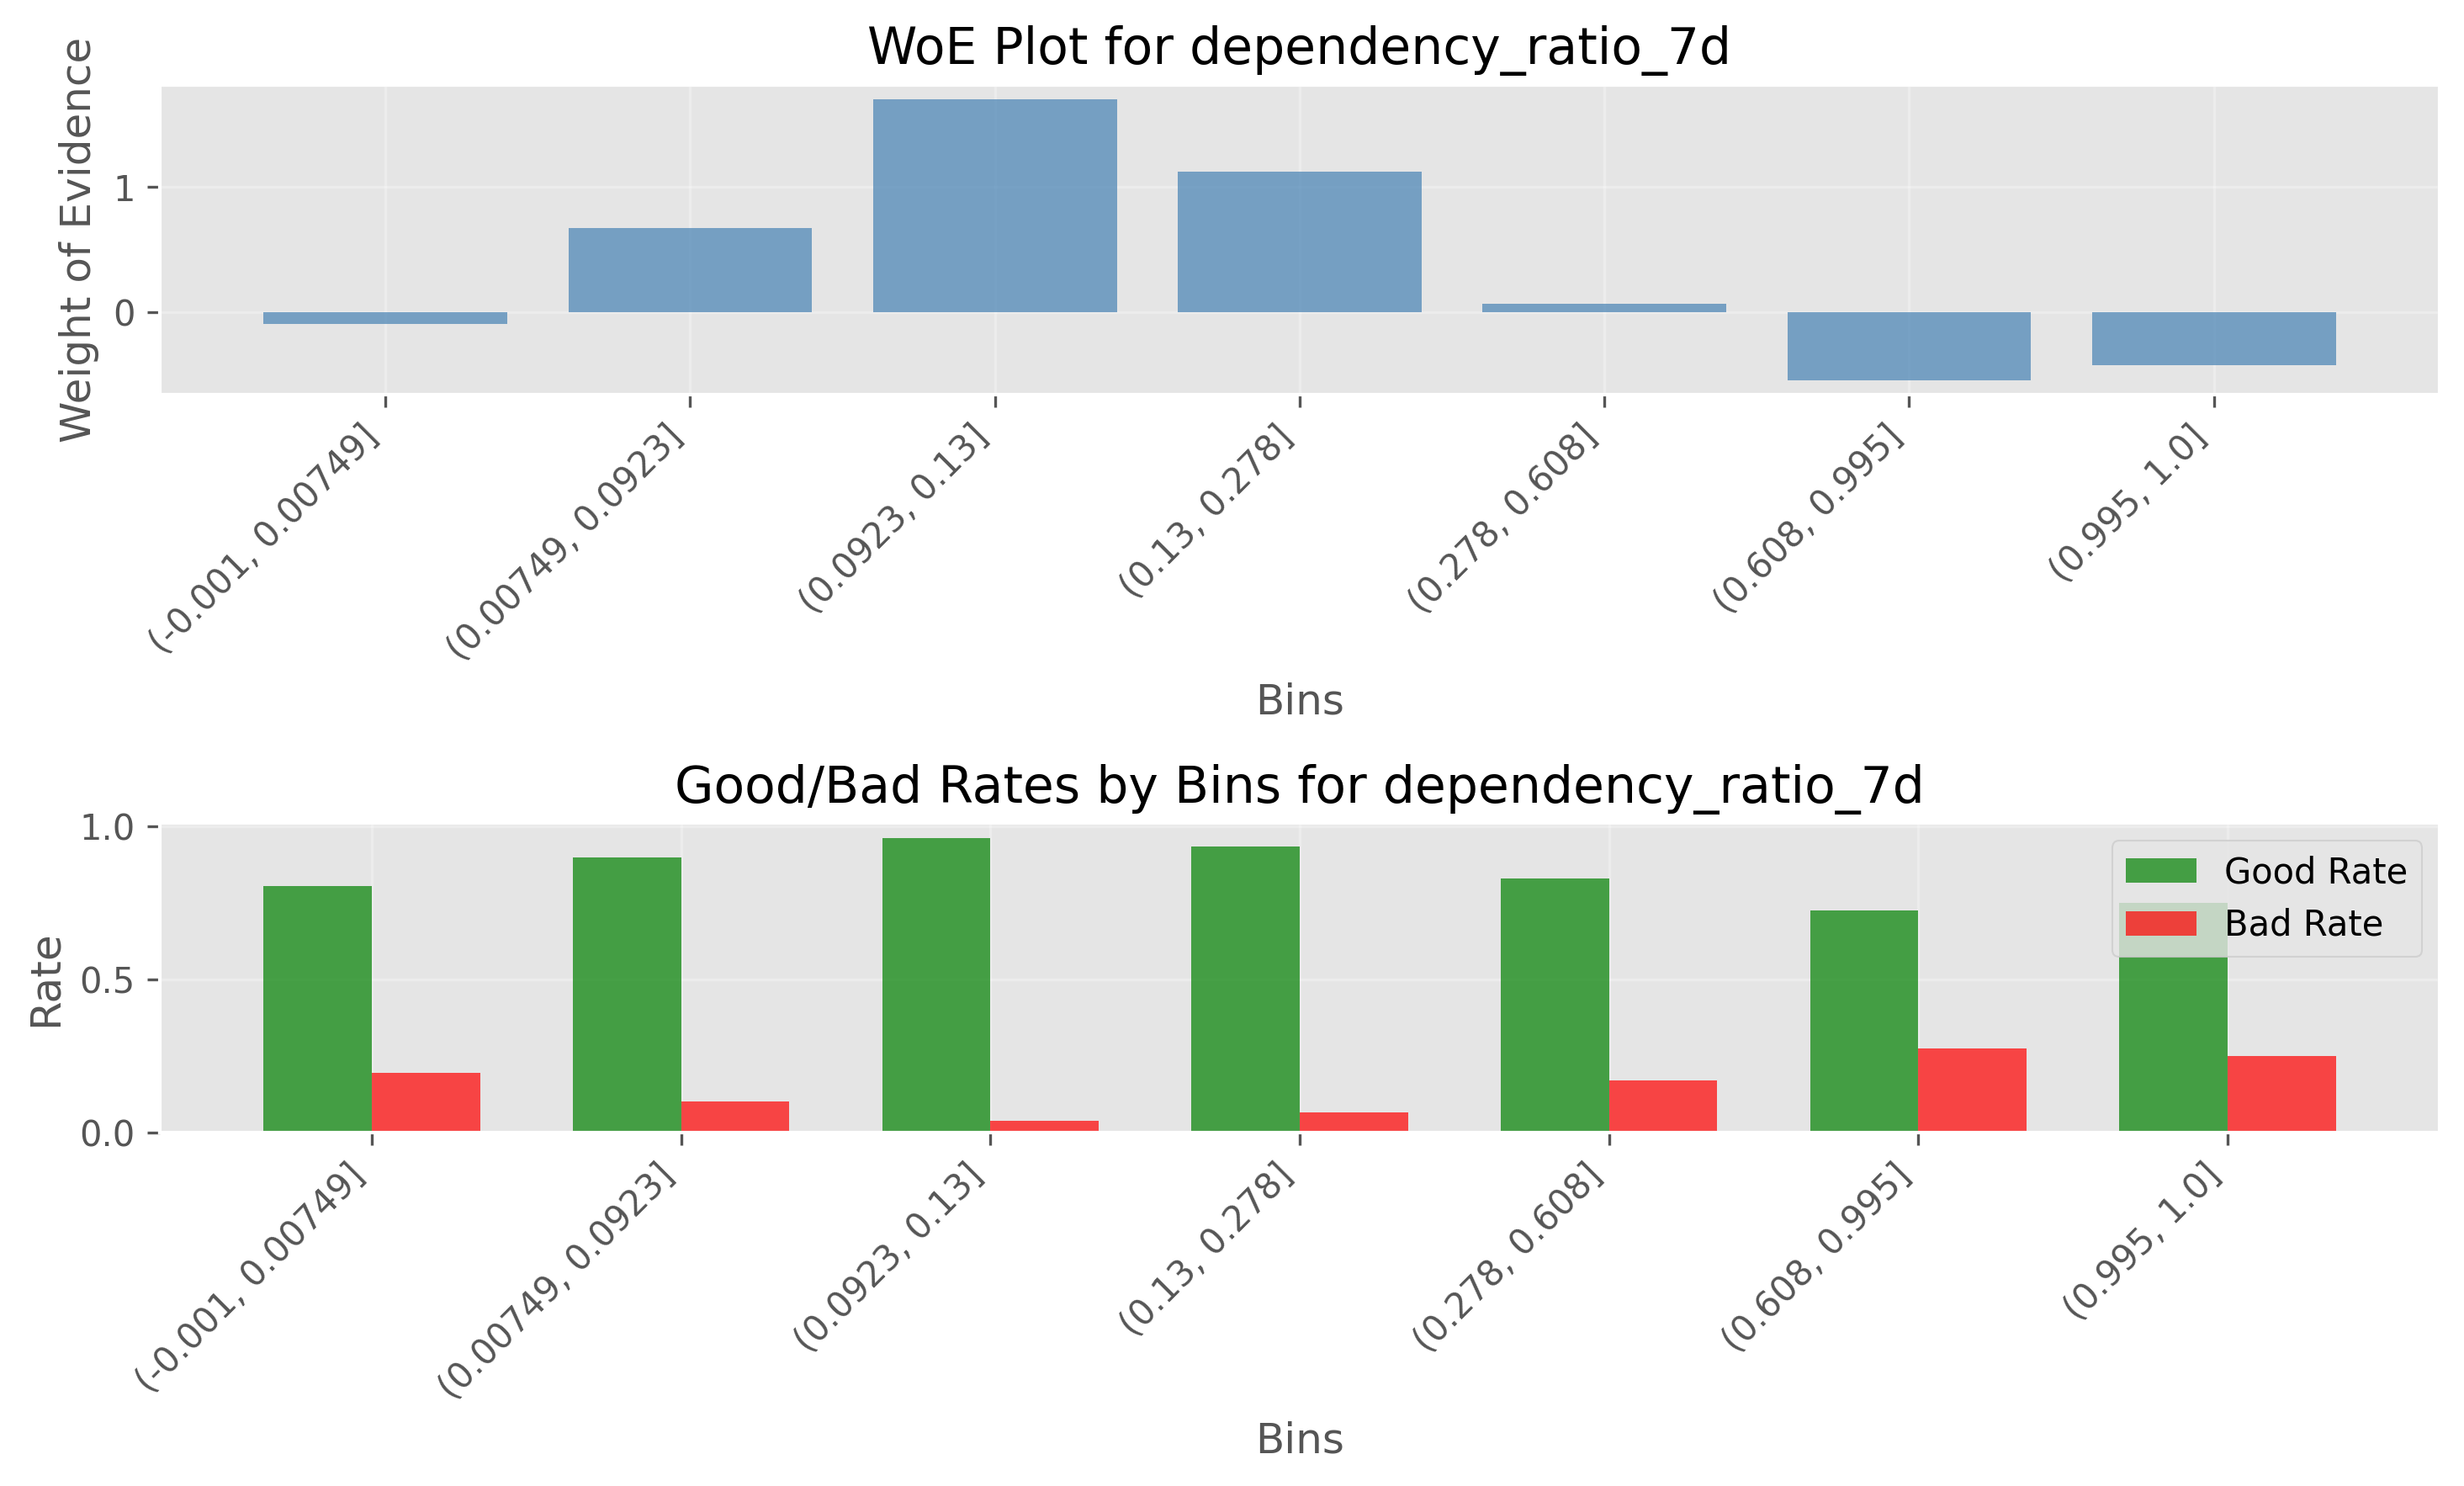 WoE Plot for dependency_ratio_7d
Weight of Evidence
1
0
(-0.001, 0.00749]
(0.00749, 0.0923]
(0.0923, 0.13]
(0.13, 0.278]
(0.278, 0.608]
(0.608, 0.995]
(0.995, 1.0]
Bins
Good/Bad Rates by Bins for dependency_ratio_7d
Rate
1.0
0.5
0.0
Good Rate
Bad Rate
(-0.001, 0.00749]
(0.00749, 0.0923]
(0.0923, 0.13]
(0.13, 0.278]
(0.278, 0.608]
(0.608, 0.995]
(0.995, 1.0]
Bins